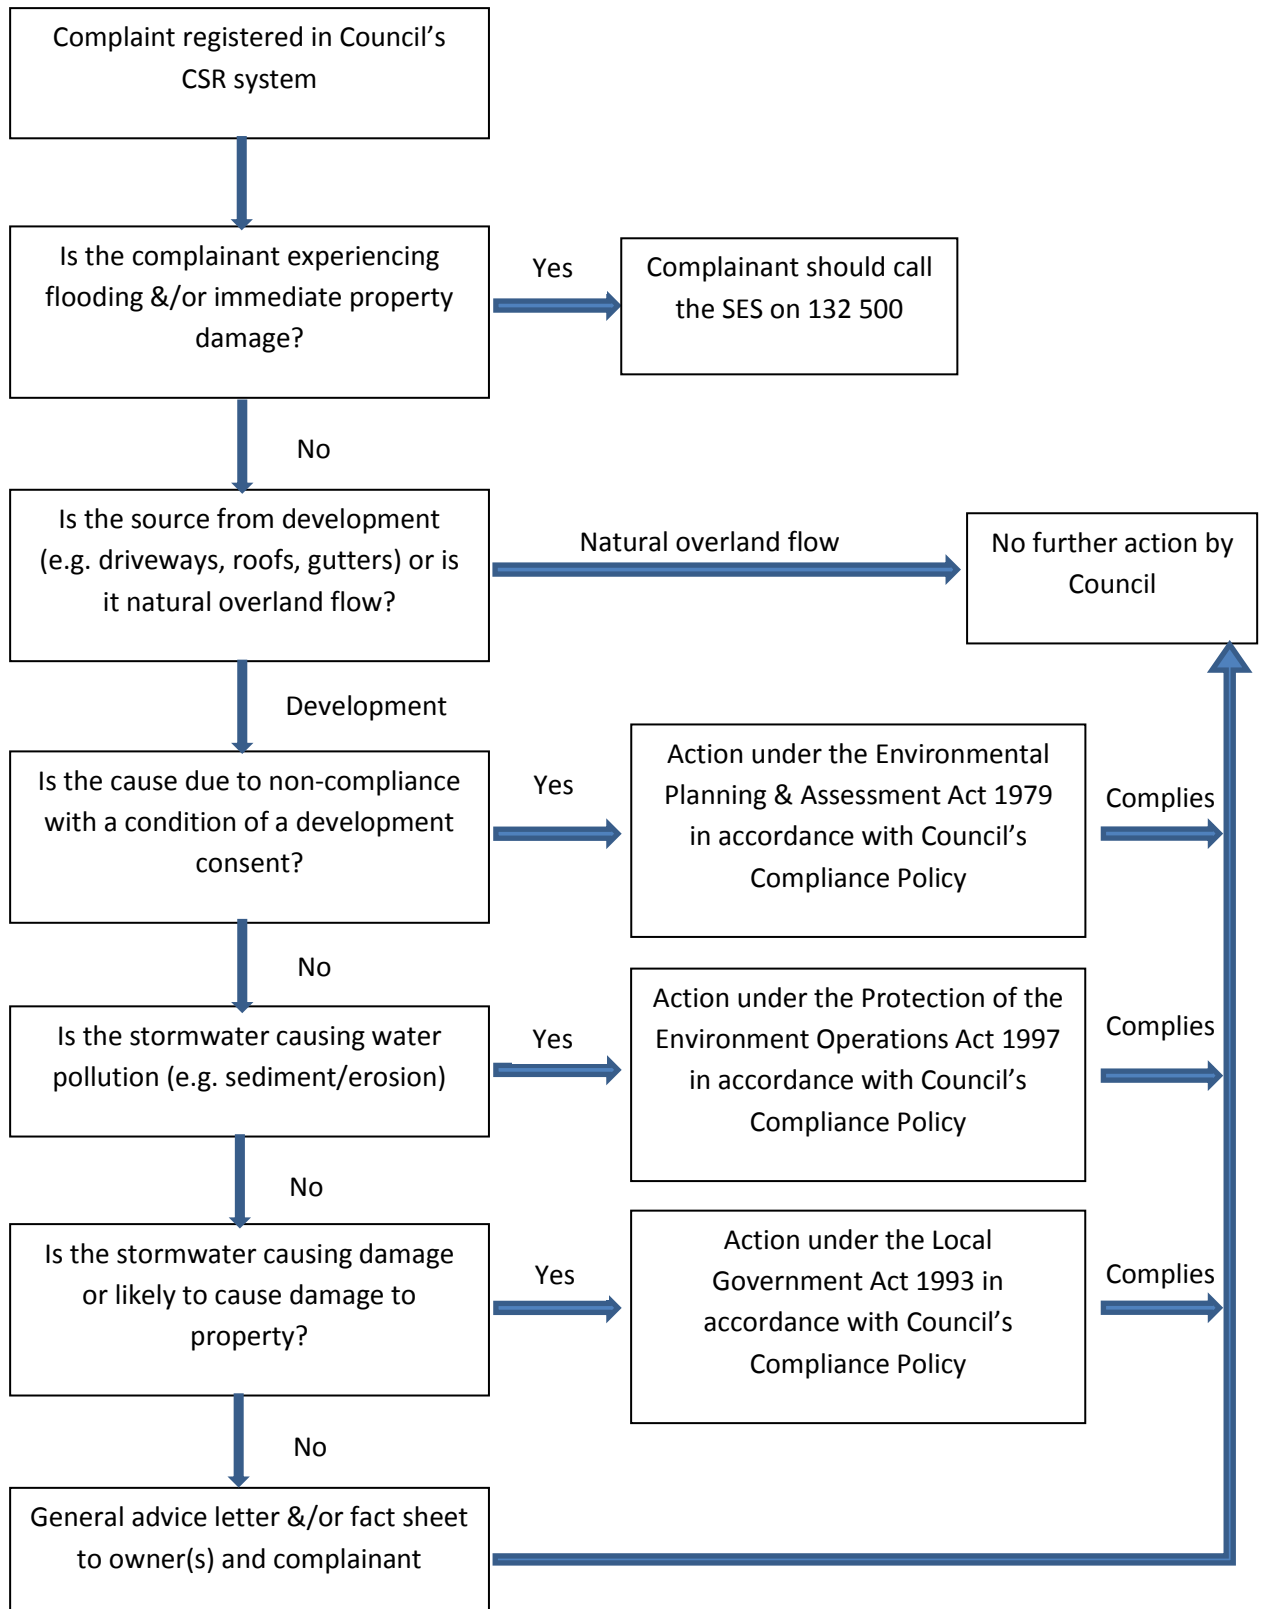 Complaint registered in Council’s
CSR system
Is the complainant experiencing
flooding &/or immediate property
damage?
Yes
Complainant should call
the SES on 132 500
No
Is the source from development
(e.g. driveways, roofs, gutters) or is
it natural overland flow?
Natural overland flow
No further action by
Council
Development
Is the cause due to non-compliance
with a condition of a development
consent?
Yes
Action under the Environmental
Planning & Assessment Act 1979
in accordance with Council’s
Compliance Policy
Complies
No
Is the stormwater causing water
pollution (e.g. sediment/erosion)
Yes
Action under the Protection of the
Environment Operations Act 1997
in accordance with Council’s
Compliance Policy
Complies
No
Is the stormwater causing damage
or likely to cause damage to
property?
Yes
Action under the Local
Government Act 1993 in
accordance with Council’s
Compliance Policy
Complies
No
General advice letter &/or fact sheet
to owner(s) and complainant